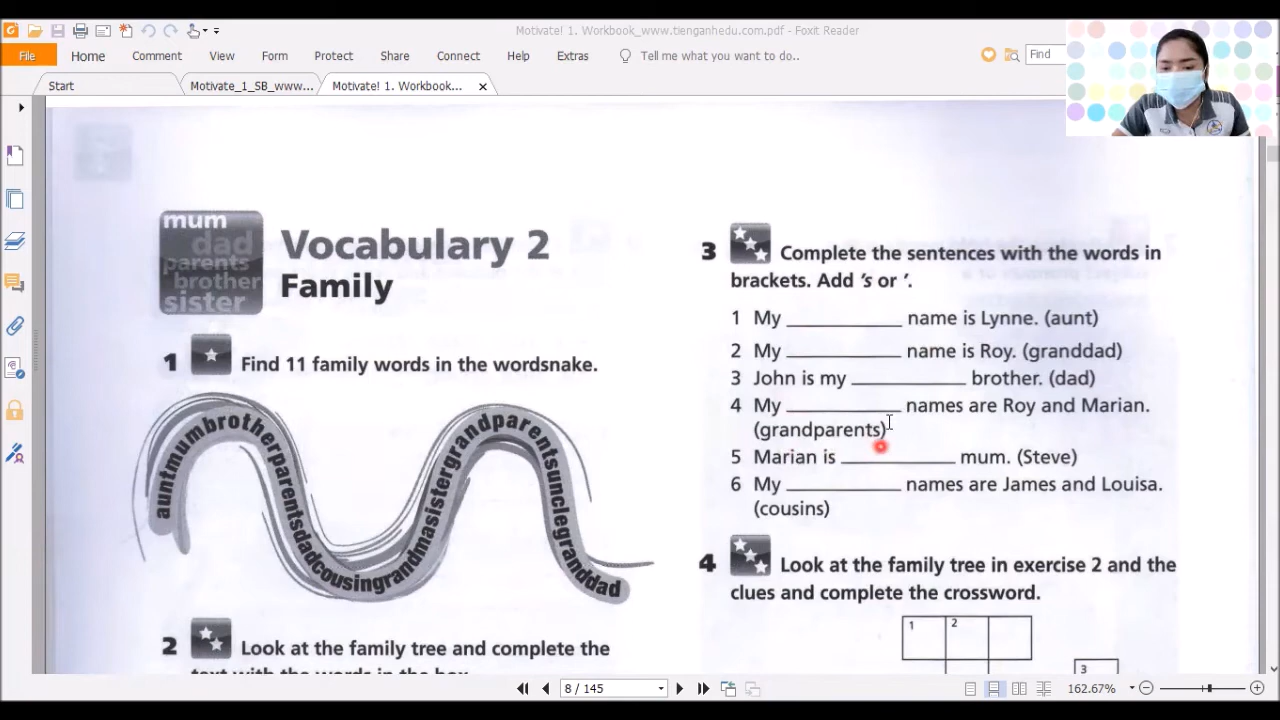 Motivate! 1. Workbook_www.tienganhedu.com.pdf - Foxit Reader
File Home Comment View Form Protect Share Connect Help Extras Tell me what you want to do.. Find
Start Motivate_1_SB_www... Motivate! 1. Workbook...
mum
dad
parents
brother
sister
Vocabulary 2
Family
1 Find 11 family words in the wordsnake.
auntmumbrotherparentsdadcousingrandmasistergrandparentsunclegranddad
2 Look at the family tree and complete the
text with the words in the box.
3 Complete the sentences with the words in
brackets. Add 's or '.
1 My ____________ name is Lynne. (aunt)
2 My ____________ name is Roy. (granddad)
3 John is my ____________ brother. (dad)
4 My ____________ names are Roy and Marian.
(grandparents)
5 Marian is ____________ mum. (Steve)
6 My ____________ names are James and Louisa.
(cousins)
4 Look at the family tree in exercise 2 and the
clues and complete the crossword.
1 2
3
8 / 145
162.67%